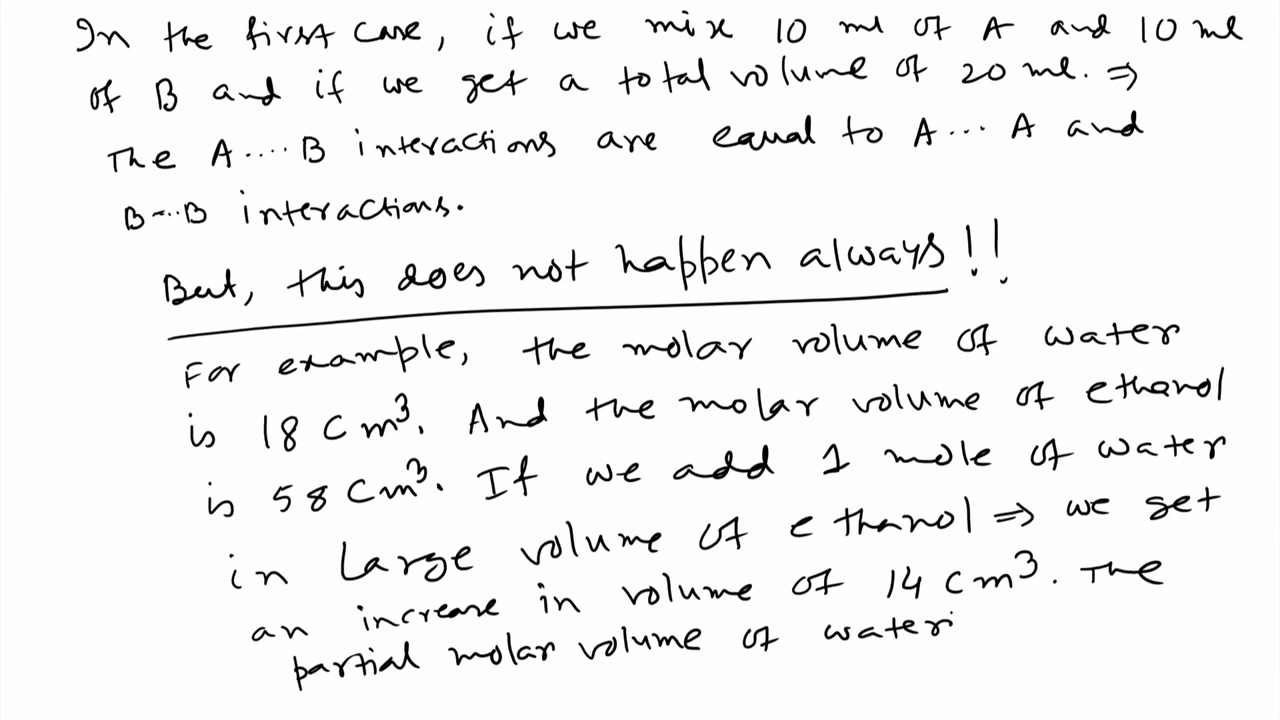 In the first case, if we mix 10 ml of A and 10 ml
of B and if we get a total volume of 20 ml. ⇒
The A....B interactions are equal to A... A and
B...B interactions.
But, this does not happen always!!
For example, the molar volume of water
is 18 Cm³. And the molar volume of ethanol
is 58 Cm³. If we add 1 mole of water
in Large volume of ethanol ⇒ we get
an increase in volume of 14 cm³. The
partial molar volume of water